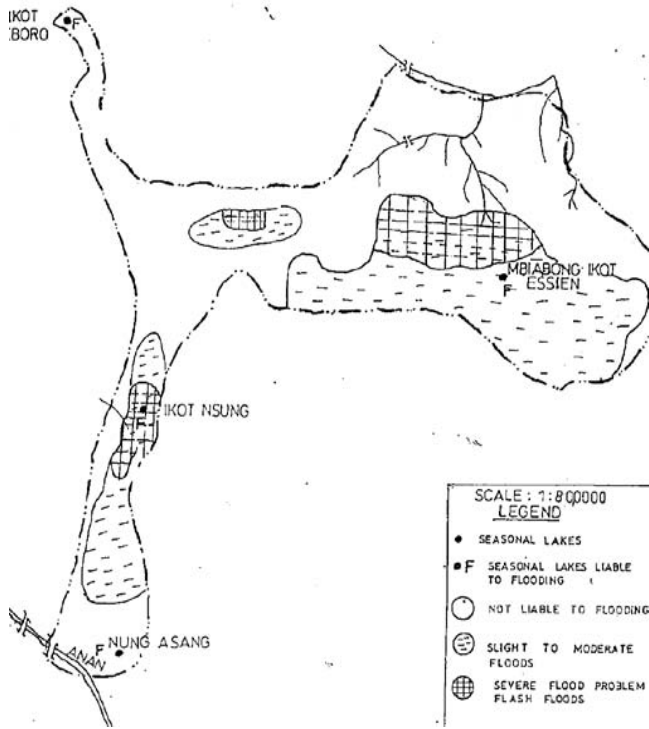 IKOT
EBORO
F
MBIABONG IKOT
ESSIEN
F
IKOT NSUNG
F
F NUNG ASANG
ANAN
SCALE : 1:800000
LEGEND
SEASONAL LAKES
F SEASONAL LAKES LIABLE
TO FLOODING
NOT LIABLE TO FLOODING
SLIGHT TO MODERATE
FLOODS
SEVERE FLOOD PROBLEM
FLASH FLOODS